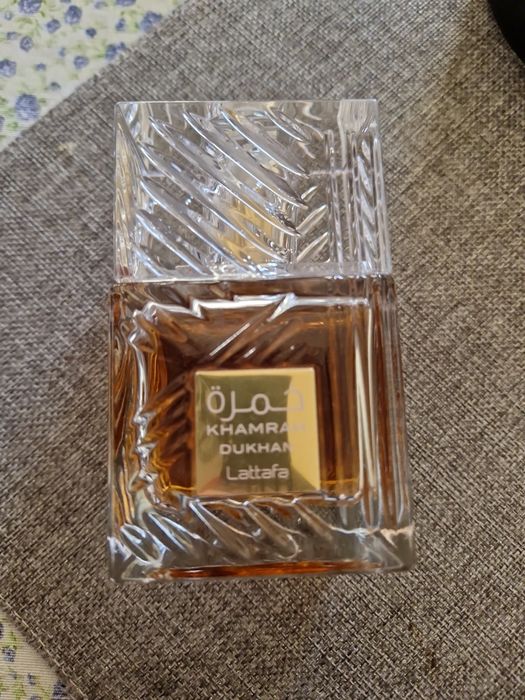 خمرة
KHAMRAH
DUKHAN
Lattafa